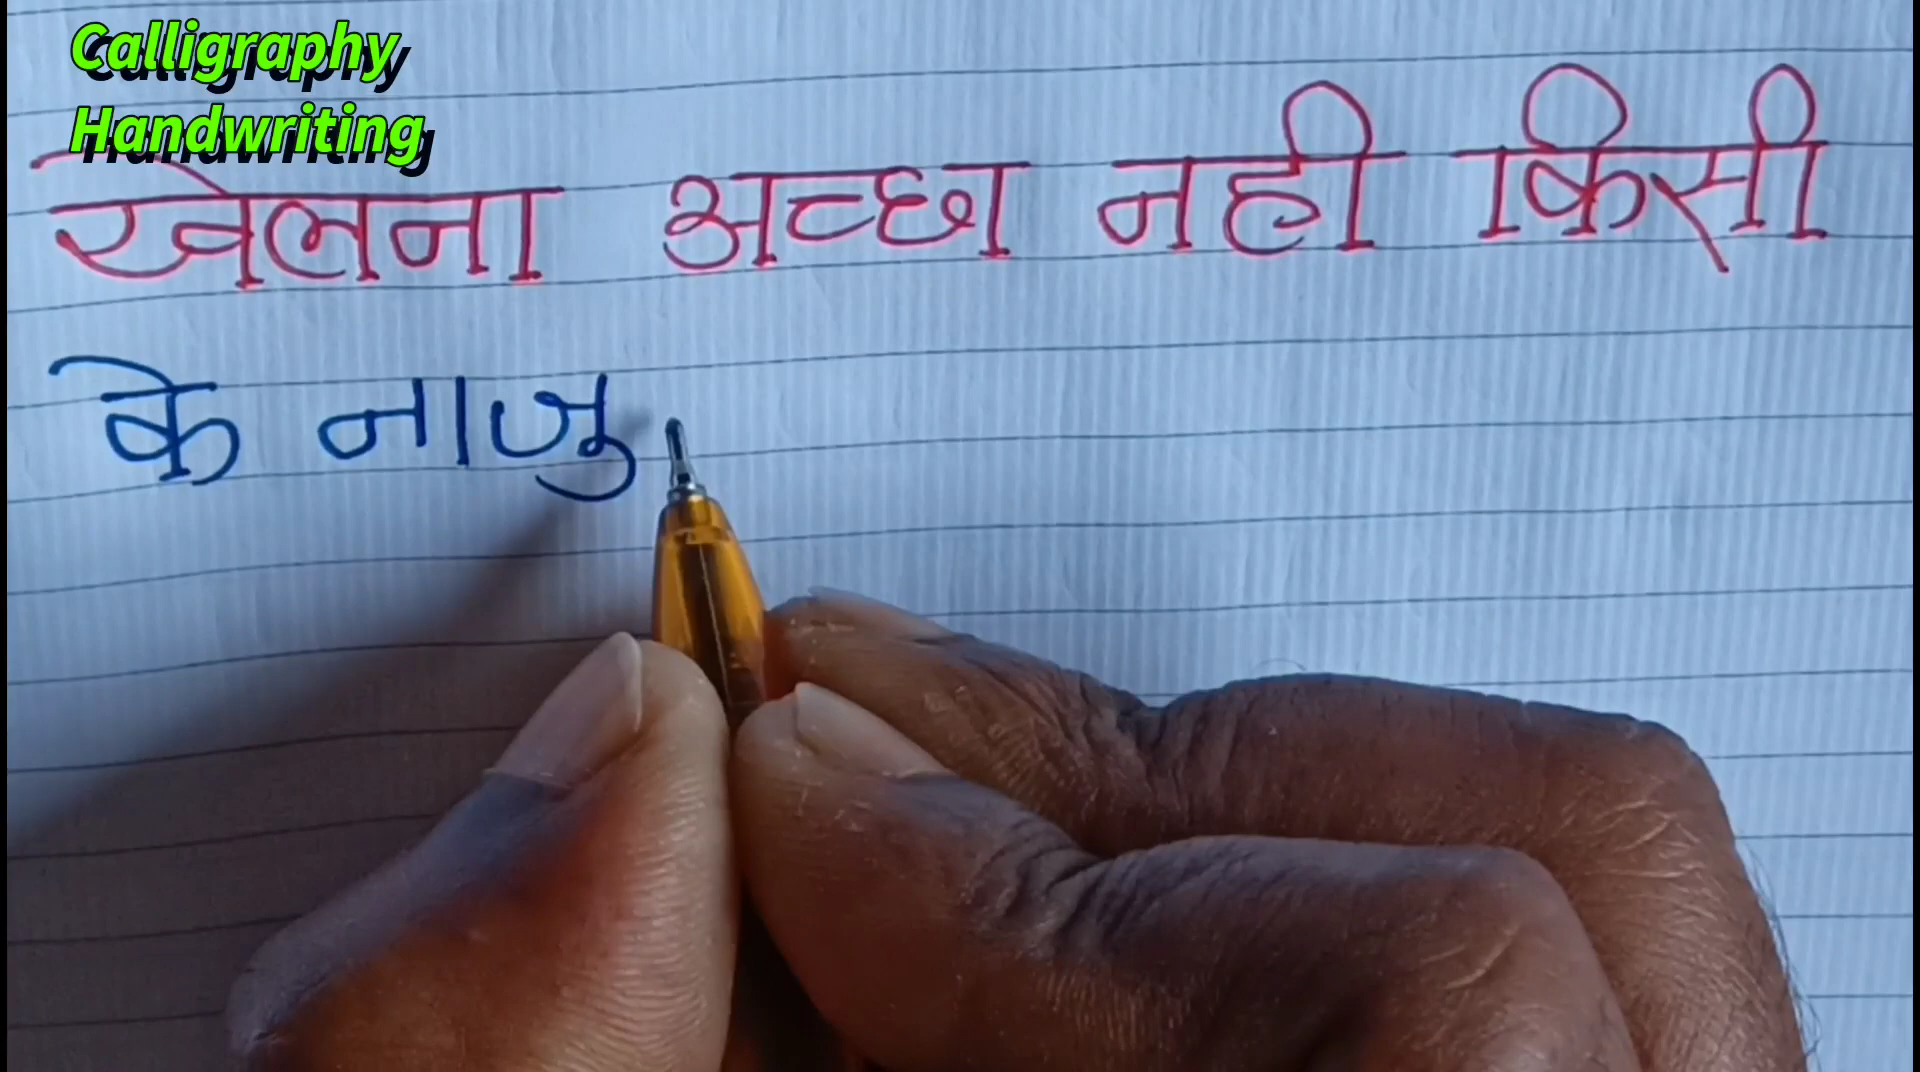 Calligraphy
Handwriting
खेलना अच्छा नही किसी
के नाजु